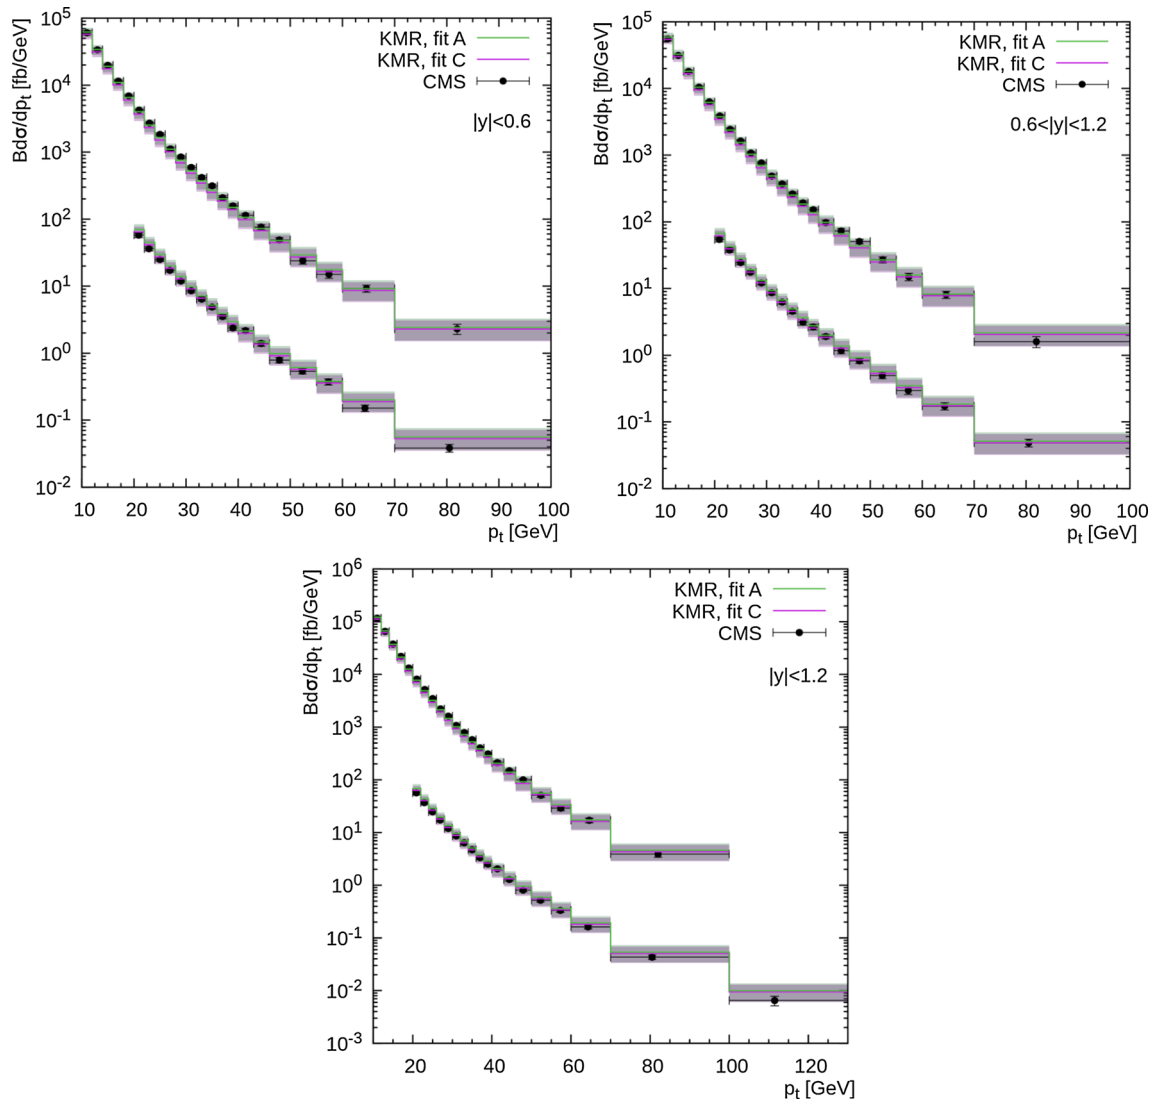 10^5
10^4
10^3
10^2
10^1
10^0
10^-1
10^-2
Bdσ/dp_t [fb/GeV]
KMR, fit A
KMR, fit C
CMS
|y|<0.6
10 20 30 40 50 60 70 80 90 100
p_t [GeV]
10^5
10^4
10^3
10^2
10^1
10^0
10^-1
10^-2
Bdσ/dp_t [fb/GeV]
KMR, fit A
KMR, fit C
CMS
0.6<|y|<1.2
10 20 30 40 50 60 70 80 90 100
p_t [GeV]
10^6
10^5
10^4
10^3
10^2
10^1
10^0
10^-1
10^-2
10^-3
Bdσ/dp_t [fb/GeV]
KMR, fit A
KMR, fit C
CMS
|y|<1.2
20 40 60 80 100 120
p_t [GeV]